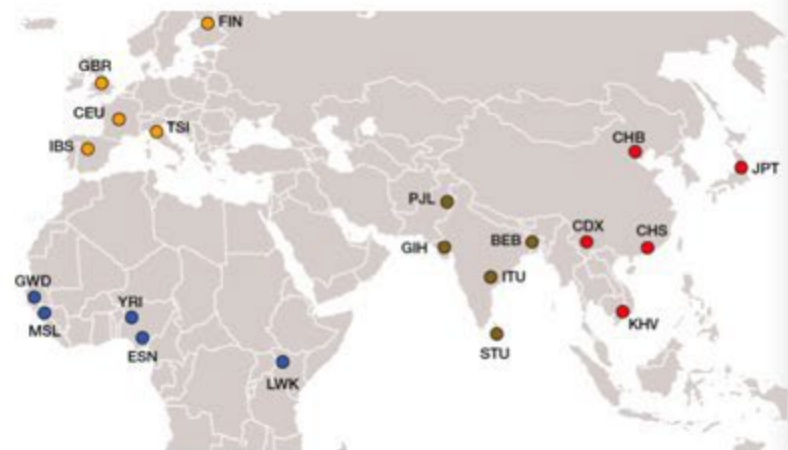 FIN
GBR
CEU
TSI
IBS
CHB
JPT
PJL
CDX
CHS
GIH
BEB
ITU
GWD
YRI
MSL
KHV
ESN
STU
LWK